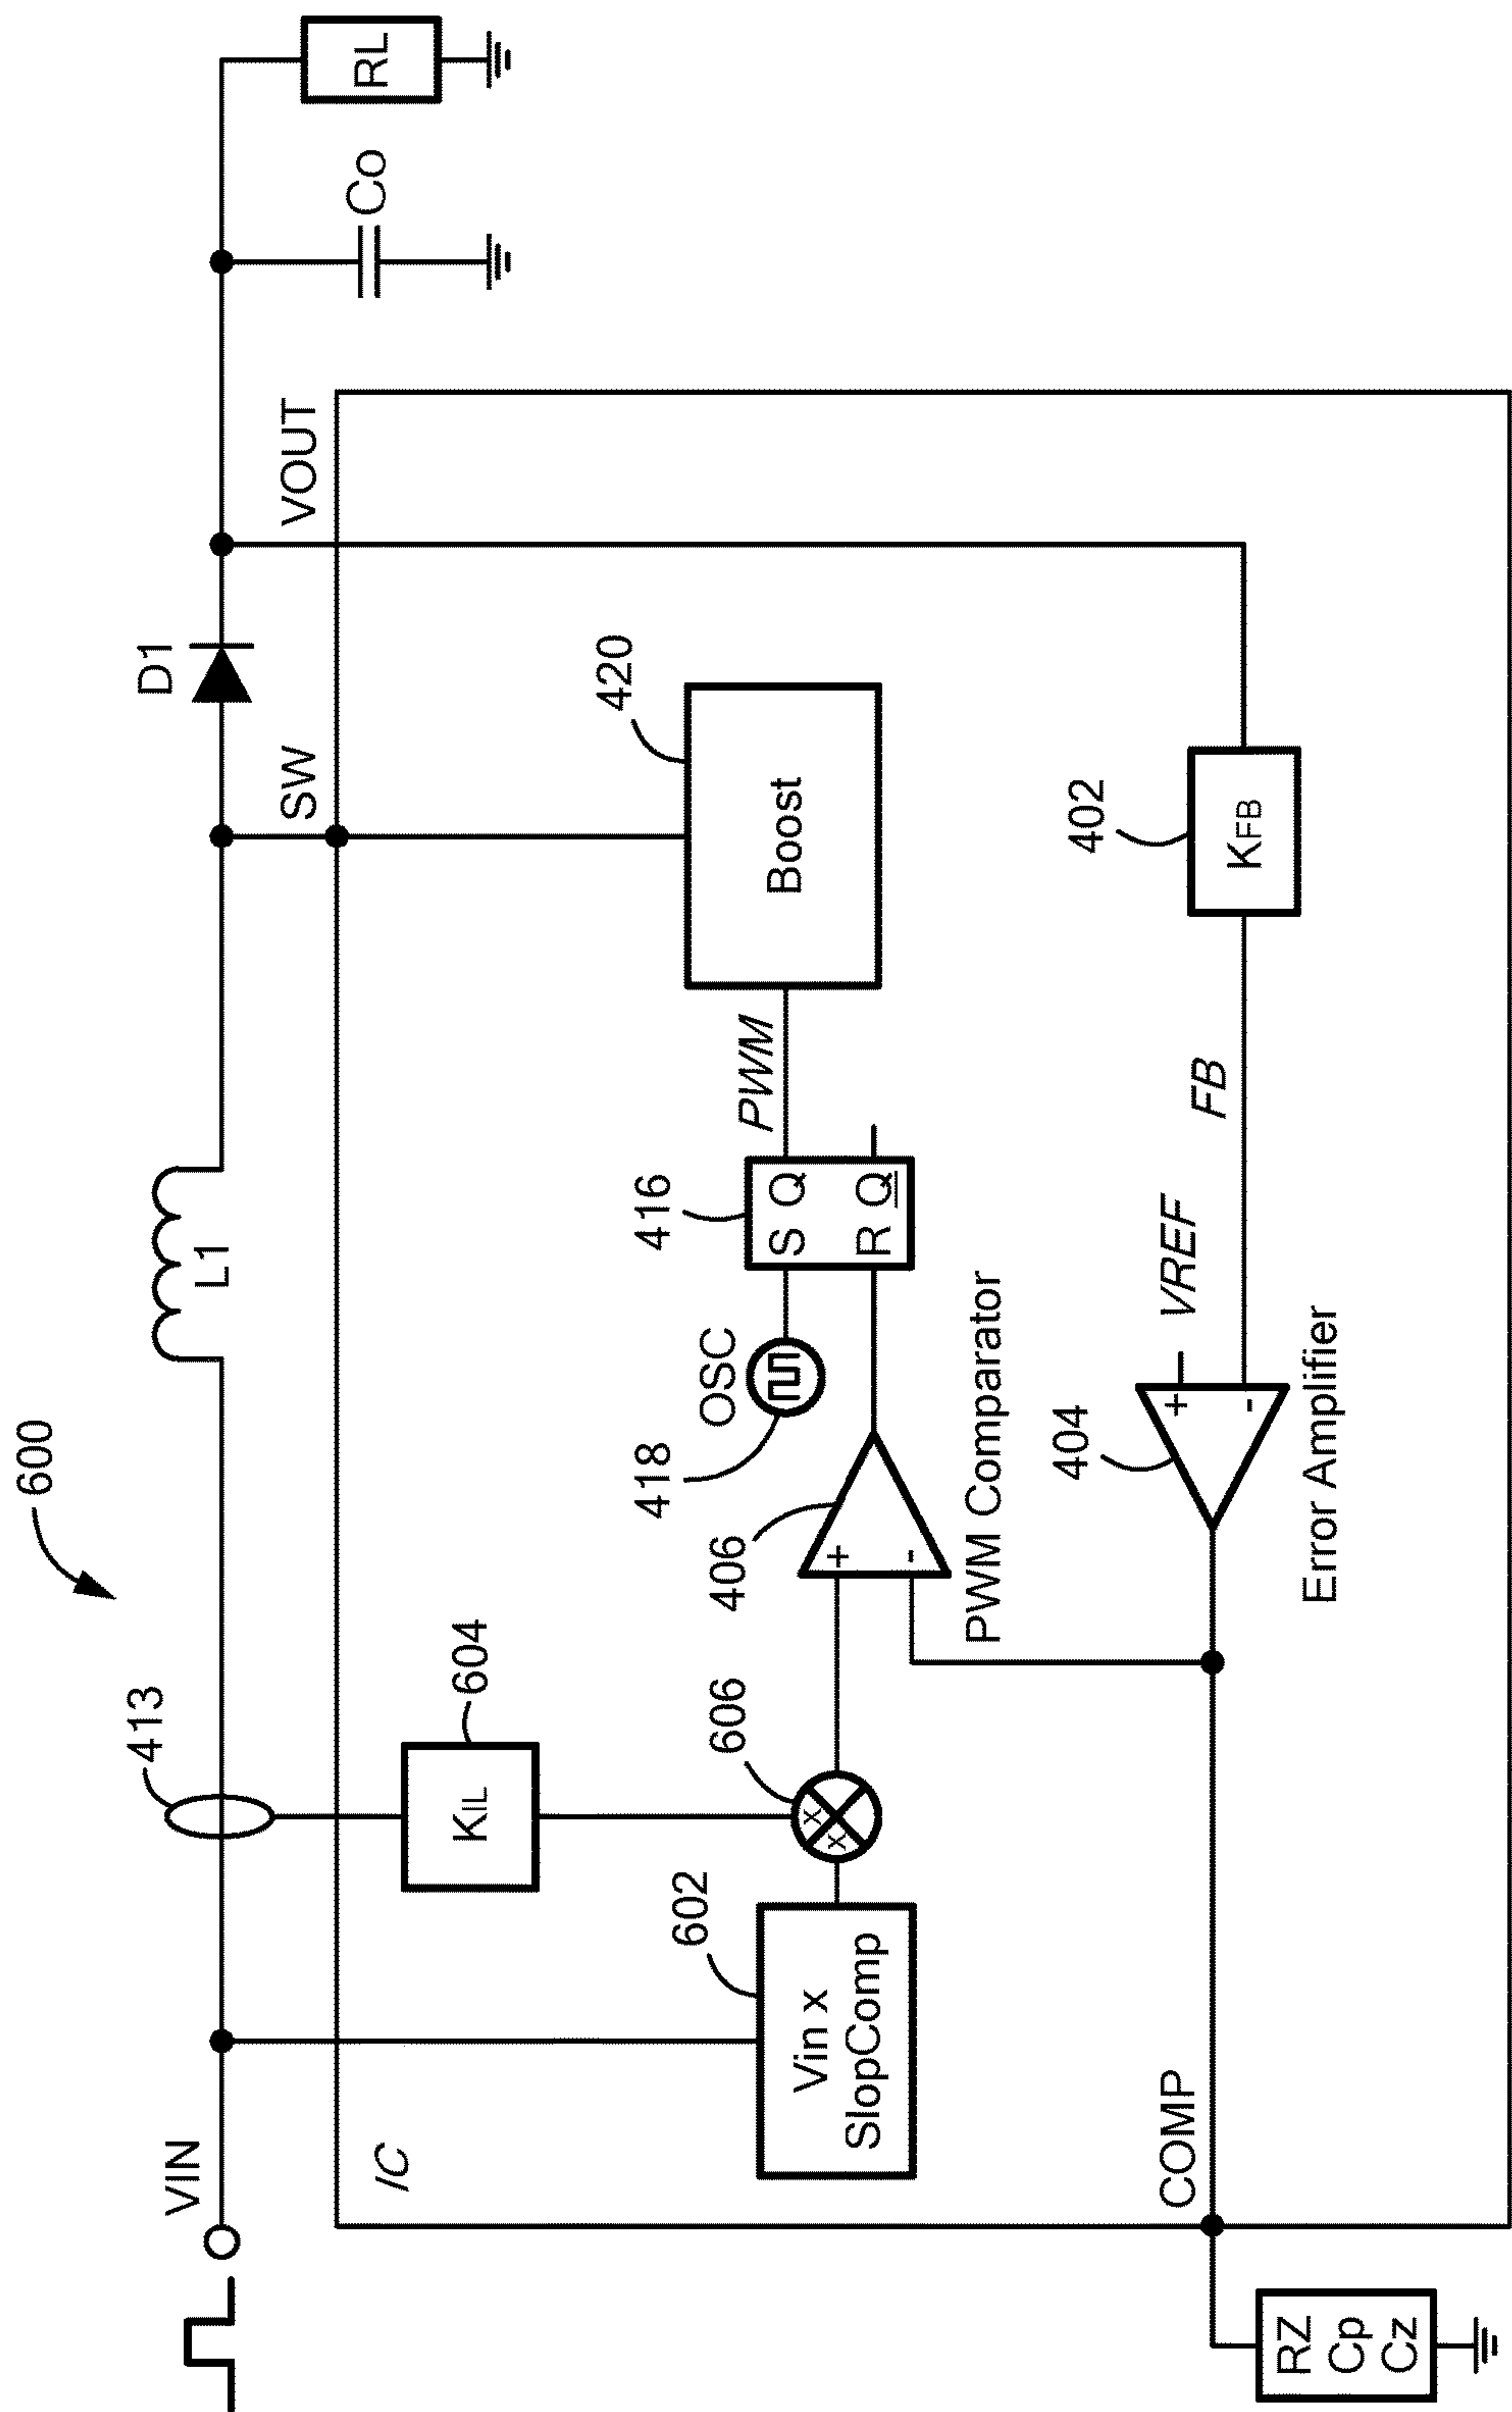 600
VIN
413
L1
D1
SW
VOUT
Co
RL
IC
KIL
604
602
Vin x
SlopComp
606
x
x
406
+
-
PWM Comparator
418
OSC
416
S Q
R Q
PWM
420
Boost
402
KFB
FB
VREF
404
+
-
Error Amplifier
COMP
RZ
Cp
Cz